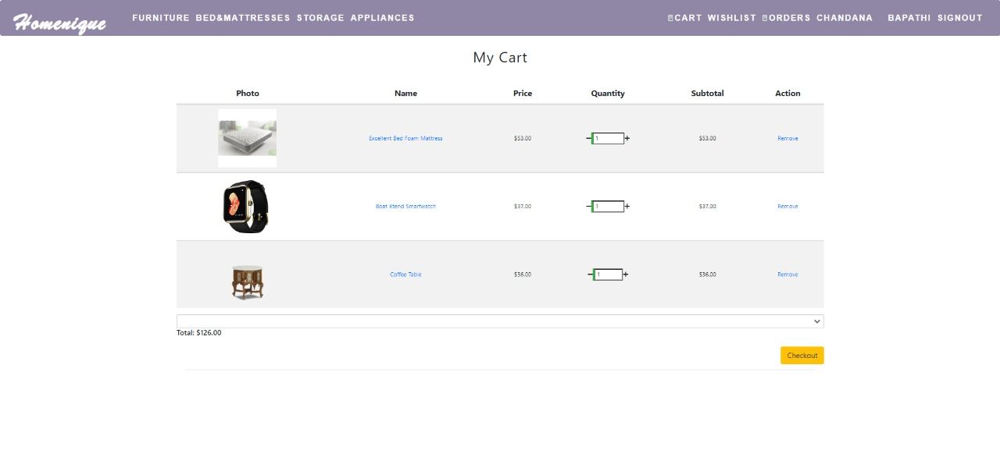 Homenique FURNITURE BED&MATTRESSES STORAGE APPLIANCES CART WISHLIST ORDERS CHANDANA BAPATHI SIGNOUT
My Cart
Photo Name Price Quantity Subtotal Action
Excellent Bed Foam Mattress $53.00 −1+ $53.00 Remove
Boat Xtend Smartwatch $37.00 −1+ $37.00 Remove
Coffee Table $36.00 −1+ $36.00 Remove
Total: $126.00
Checkout